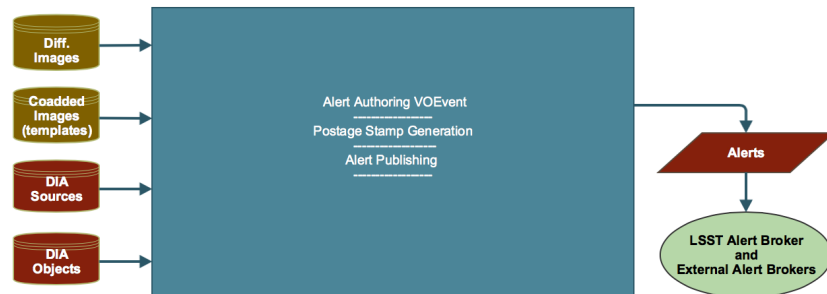 Diff.
Images
Coadded
Images
(templates)
DIA
Sources
DIA
Objects
Alert Authoring VOEvent
-------------------
Postage Stamp Generation
--------------------
Alert Publishing
-------------------
Alerts
LSST Alert Broker
and
External Alert Brokers